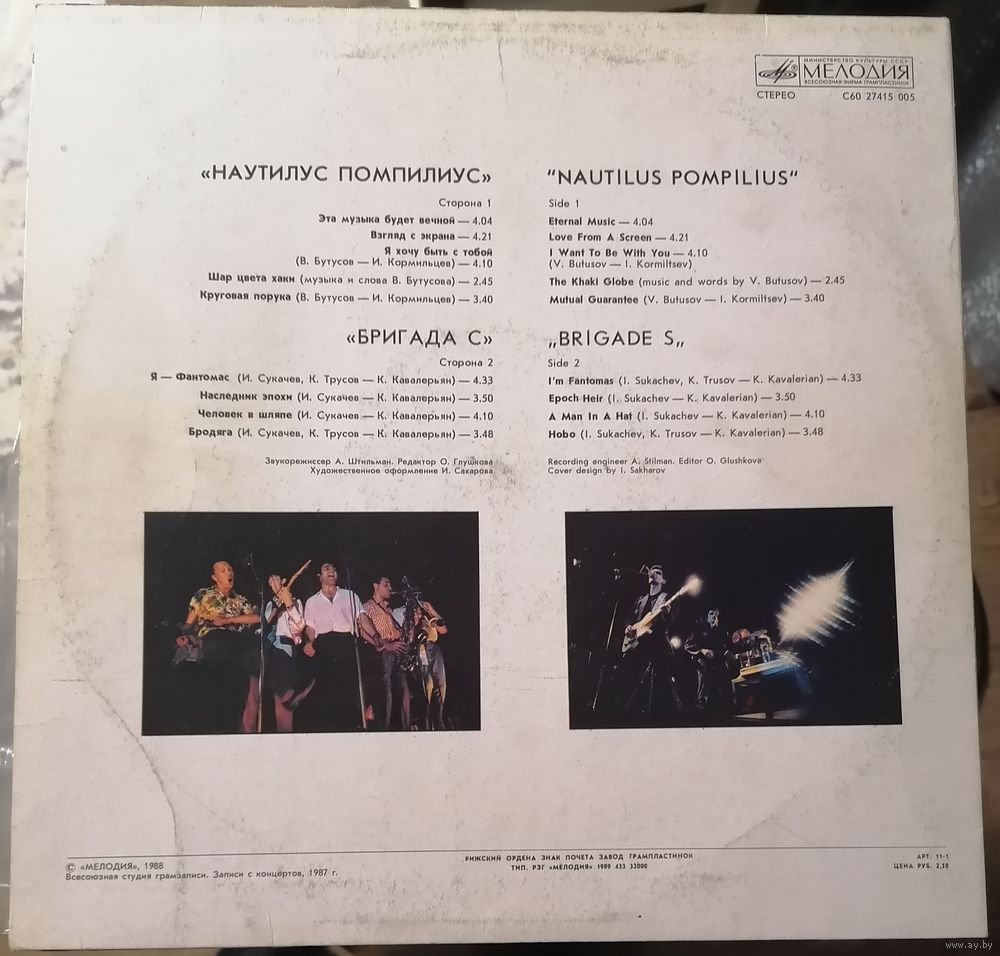 МИНИСТЕРСТВО КУЛЬТУРЫ СССР
МЕЛОДИЯ
ВСЕСОЮЗНАЯ ФИРМА ГРАМПЛАСТИНОК
СТЕРЕО С60 27415 005
«НАУТИЛУС ПОМПИЛИУС»
Сторона 1
Эта музыка будет вечной — 4.04
Взгляд с экрана — 4.21
Я хочу быть с тобой
(В. Бутусов — И. Кормильцев) — 4.10
Шар цвета хаки (музыка и слова В. Бутусова) — 2.45
Круговая порука (В. Бутусов — И. Кормильцев) — 3.40
«БРИГАДА С»
Сторона 2
Я — Фантомас (И. Сукачев, К. Трусов — К. Кавалерьян) — 4.33
Наследник эпохи (И. Сукачев — К. Кавалерьян) — 3.50
Человек в шляпе (И. Сукачев — К. Кавалерьян) — 4.10
Бродяга (И. Сукачев, К. Трусов — К. Кавалерьян) — 3.48
Звукорежиссер А. Штильман. Редактор О. Глушкова
Художественное оформление И. Сахарова
"NAUTILUS POMPILIUS"
Side 1
Eternal Music — 4.04
Love From A Screen — 4.21
I Want To Be With You — 4.10
(V. Butusov — I. Kormiltsev)
The Khaki Globe (music and words by V. Butusov) — 2.45
Mutual Guarantee (V. Butusov — I. Kormiltsev) — 3.40
„BRIGADE S„
Side 2
I'm Fantomas (I. Sukachev, K. Trusov — K. Kavalerian) — 4.33
Epoch Heir (I. Sukachev — K. Kavalerian) — 3.50
A Man In A Hat (I. Sukachev — K. Kavalerian) — 4.10
Hobo (I. Sukachev, K. Trusov — K. Kavalerian) — 3.48
Recording engineer A. Stilman. Editor O. Glushkova
Cover design by I. Sakharov
© «МЕЛОДИЯ», 1988
Всесоюзная студия грамзаписи. Записи с концертов, 1987 г.
РИЖСКИЙ ОРДЕНА ЗНАК ПОЧЕТА ЗАВОД ГРАМПЛАСТИНОК
ТИП. РЗГ «МЕЛОДИЯ» 1989 433 32000
АРТ. 11-1
ЦЕНА РУБ. 2,50
www.ay.by